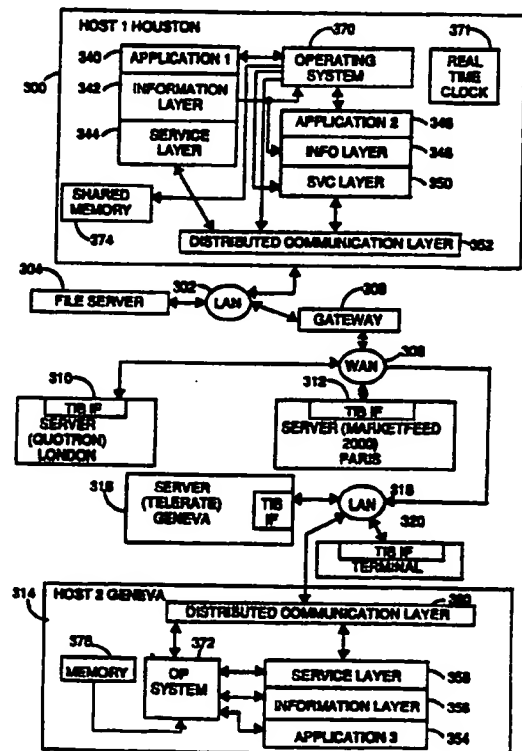 HOST 1 HOUSTON
370
371
340
APPLICATION 1
OPERATING
SYSTEM
REAL
TIME
CLOCK
300
342
INFORMATION
LAYER
344
SERVICE
LAYER
APPLICATION 2
346
INFO LAYER
348
SVC LAYER
350
SHARED
MEMORY
374
DISTRIBUTED COMMUNICATION LAYER
352
304
302
FILE SERVER
LAN
GATEWAY
WAN
310
312
TIB IF
SERVER
(QUOTRON)
LONDON
TIB IF
SERVER (MARKETFEED
2000)
PARIS
316
SERVER
(TELERATE)
GENEVA
TIB
IF
LAN
318
320
TIB IF
TERMINAL
314
HOST 2 GENEVA
DISTRIBUTED COMMUNICATION LAYER
372
MEMORY
OP
SYSTEM
SERVICE LAYER
358
INFORMATION LAYER
356
APPLICATION 3
354